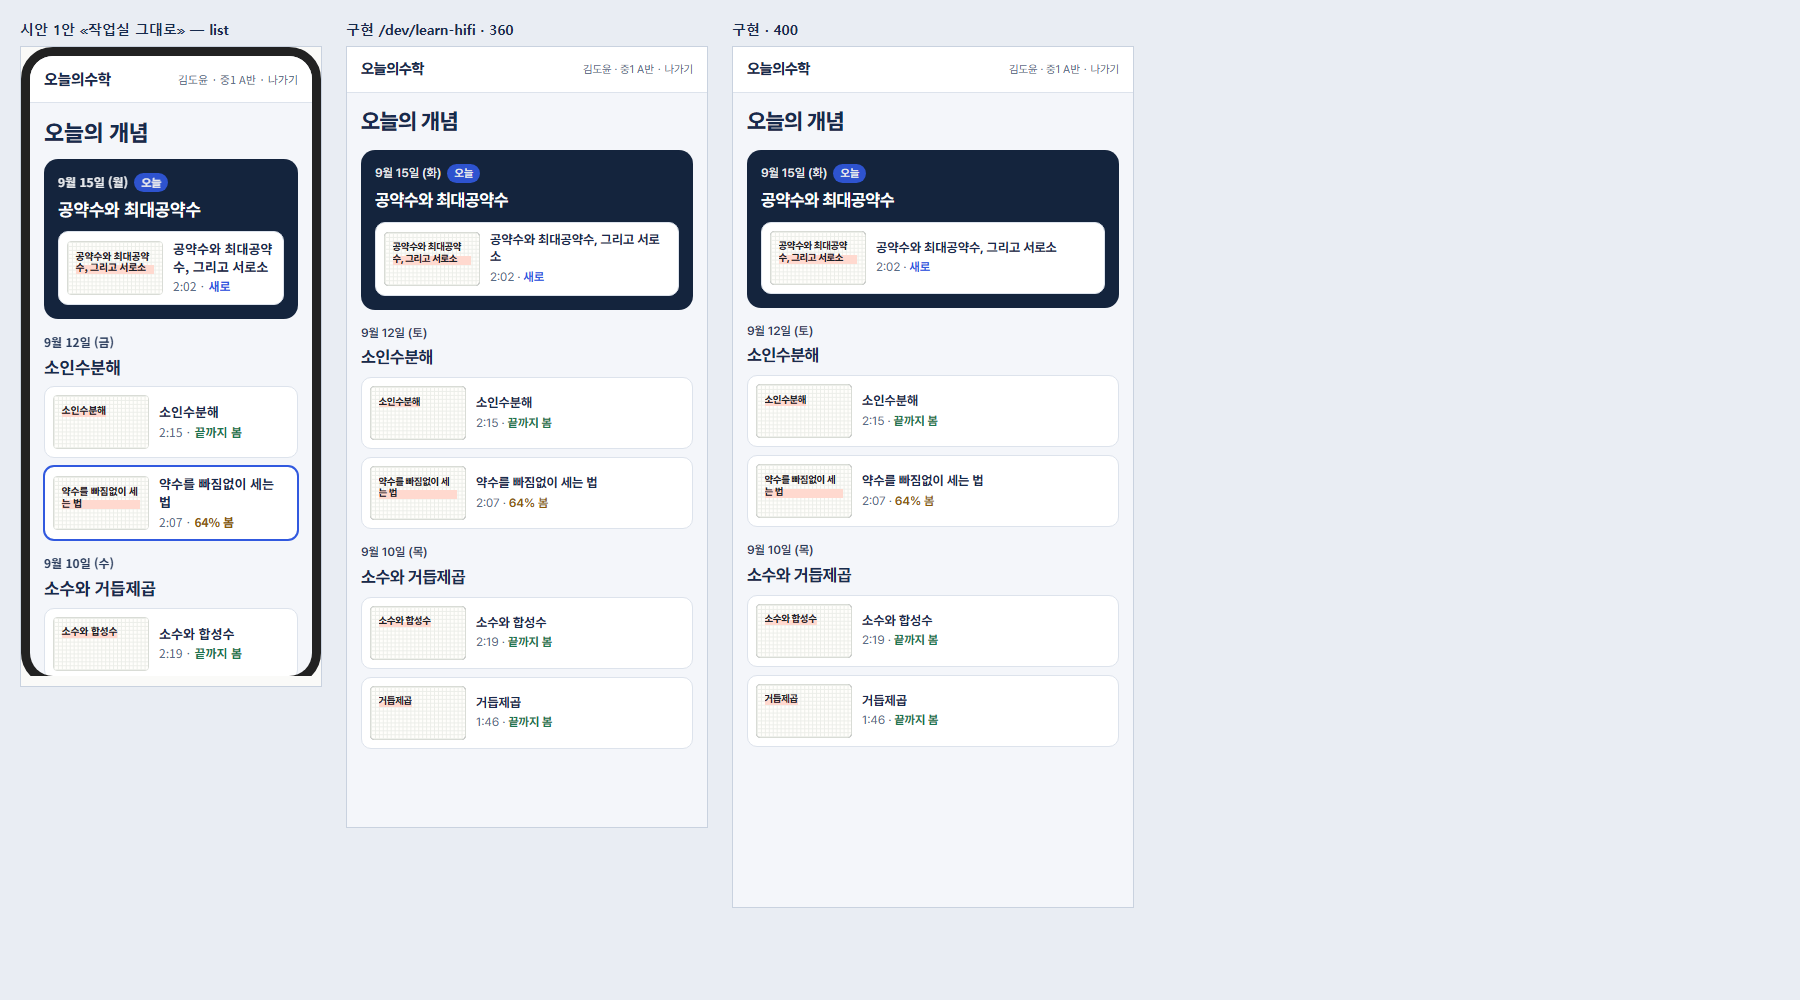 시안 1안 «작업실 그대로» — list
오늘의수학
김도윤 · 중1 A반 · 나가기
오늘의 개념
9월 15일 (월) 오늘
공약수와 최대공약수
공약수와 최대공약
수, 그리고 서로소
공약수와 최대공약
수, 그리고 서로소
2:02 · 새로
9월 12일 (금)
소인수분해
소인수분해
소인수분해
2:15 · 끝까지 봄
약수를 빠짐없이 세
는 법
약수를 빠짐없이 세는
법
2:07 · 64% 봄
9월 10일 (수)
소수와 거듭제곱
소수와 합성수
소수와 합성수
2:19 · 끝까지 봄
구현 /dev/learn-hifi · 360
오늘의수학
김도윤 · 중1 A반 · 나가기
오늘의 개념
9월 15일 (화) 오늘
공약수와 최대공약수
공약수와 최대공약
수, 그리고 서로소
공약수와 최대공약수, 그리고 서로
소
2:02 · 새로
9월 12일 (토)
소인수분해
소인수분해
소인수분해
2:15 · 끝까지 봄
약수를 빠짐없이 세
는 법
약수를 빠짐없이 세는 법
2:07 · 64% 봄
9월 10일 (목)
소수와 거듭제곱
소수와 합성수
소수와 합성수
2:19 · 끝까지 봄
거듭제곱
거듭제곱
1:46 · 끝까지 봄
구현 · 400
오늘의수학
김도윤 · 중1 A반 · 나가기
오늘의 개념
9월 15일 (화) 오늘
공약수와 최대공약수
공약수와 최대공약
수, 그리고 서로소
공약수와 최대공약수, 그리고 서로소
2:02 · 새로
9월 12일 (토)
소인수분해
소인수분해
소인수분해
2:15 · 끝까지 봄
약수를 빠짐없이 세
는 법
약수를 빠짐없이 세는 법
2:07 · 64% 봄
9월 10일 (목)
소수와 거듭제곱
소수와 합성수
소수와 합성수
2:19 · 끝까지 봄
거듭제곱
거듭제곱
1:46 · 끝까지 봄